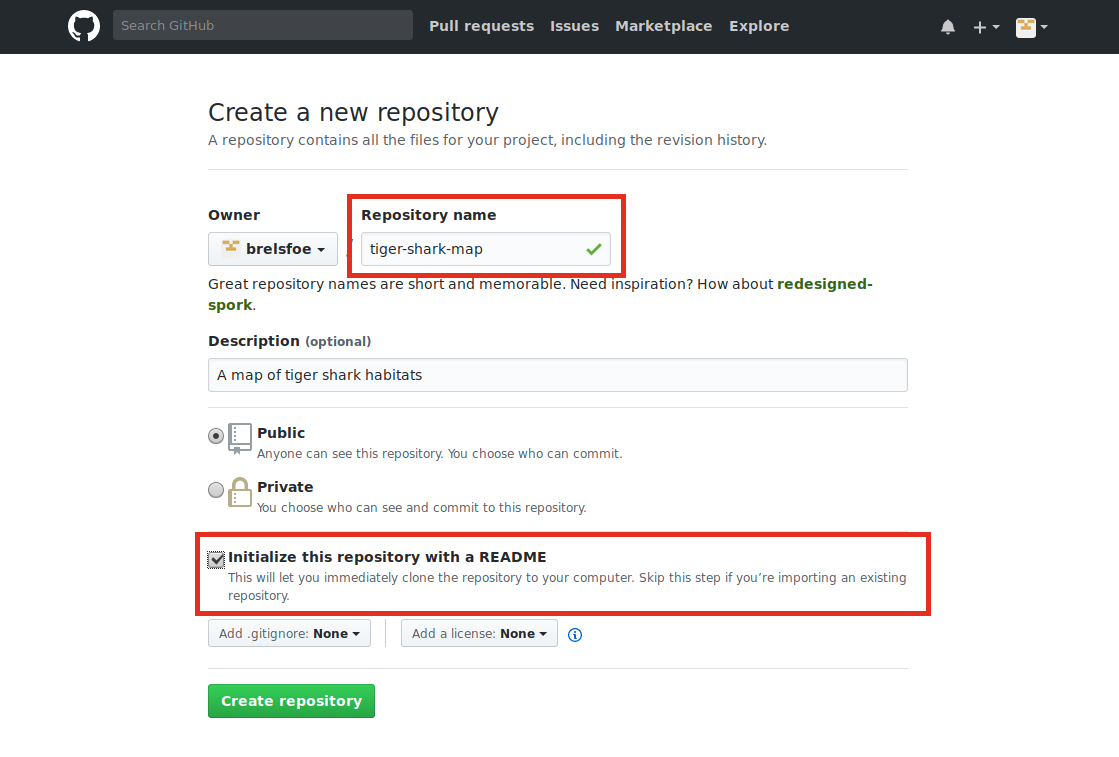 Search GitHub Pull requests Issues Marketplace Explore
Create a new repository
A repository contains all the files for your project, including the revision history.
Owner Repository name
brelsfoe / tiger-shark-map
Great repository names are short and memorable. Need inspiration? How about redesigned-
spork.
Description (optional)
A map of tiger shark habitats
Public
Anyone can see this repository. You choose who can commit.
Private
You choose who can see and commit to this repository.
Initialize this repository with a README
This will let you immediately clone the repository to your computer. Skip this step if you’re importing an existing
repository.
Add .gitignore: None Add a license: None
Create repository